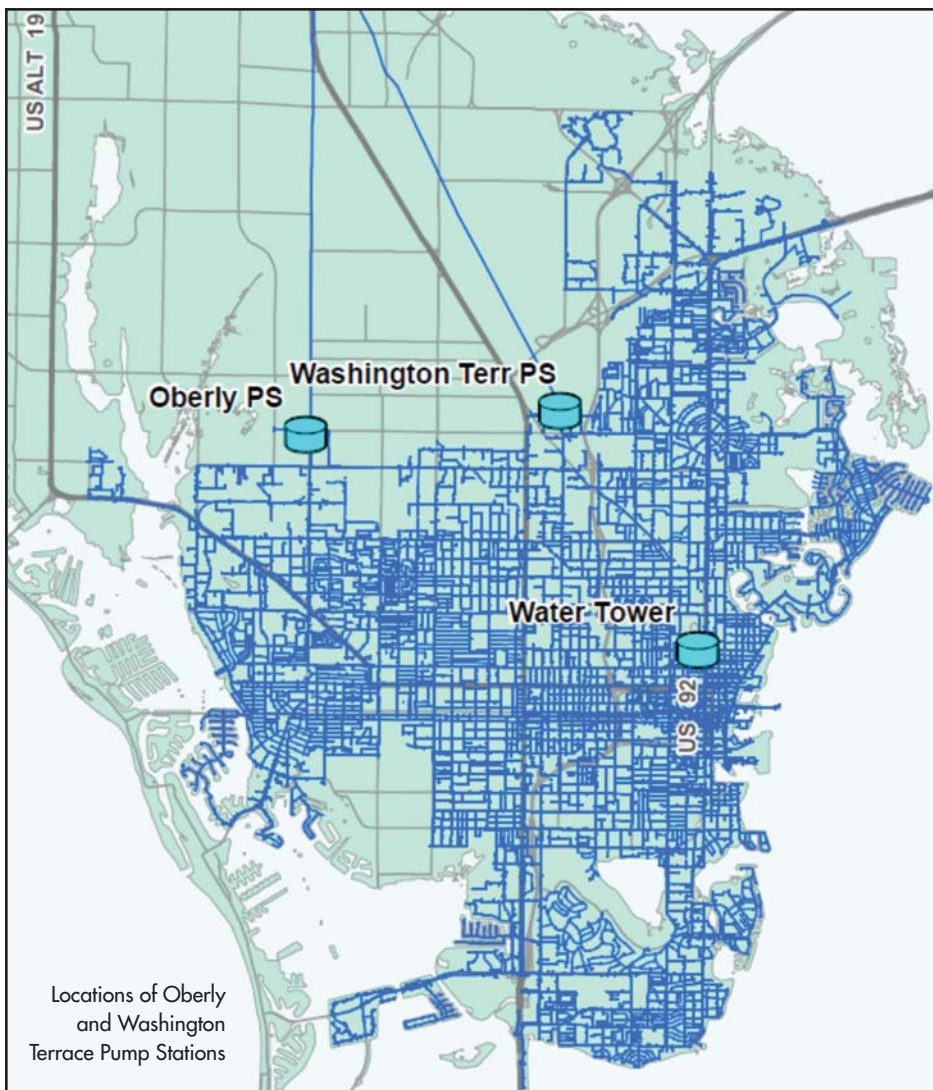 US ALT 19
Washington Terr PS
Oberly PS
Water Tower
US 92
Locations of Oberly
and Washington
Terrace Pump Stations